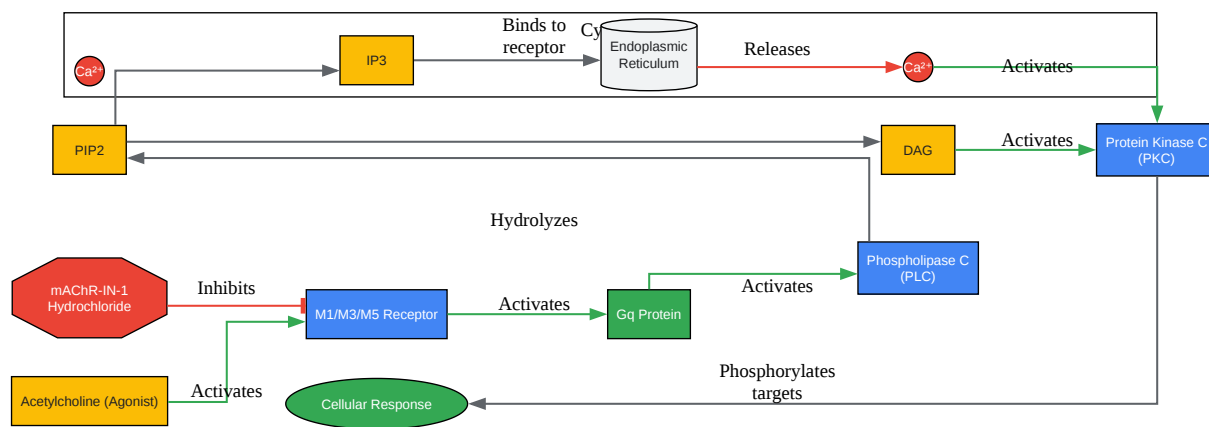 Binds to
receptor
Cy
Ca²⁺
IP3
Endoplasmic
Reticulum
Releases
Ca²⁺
Activates
PIP2
DAG
Activates
Protein Kinase C
(PKC)
Hydrolyzes
Phospholipase C
(PLC)
mAChR-IN-1
Hydrochloride
Inhibits
M1/M3/M5 Receptor
Activates
Gq Protein
Activates
Acetylcholine (Agonist)
Activates
Cellular Response
Phosphorylates
targets